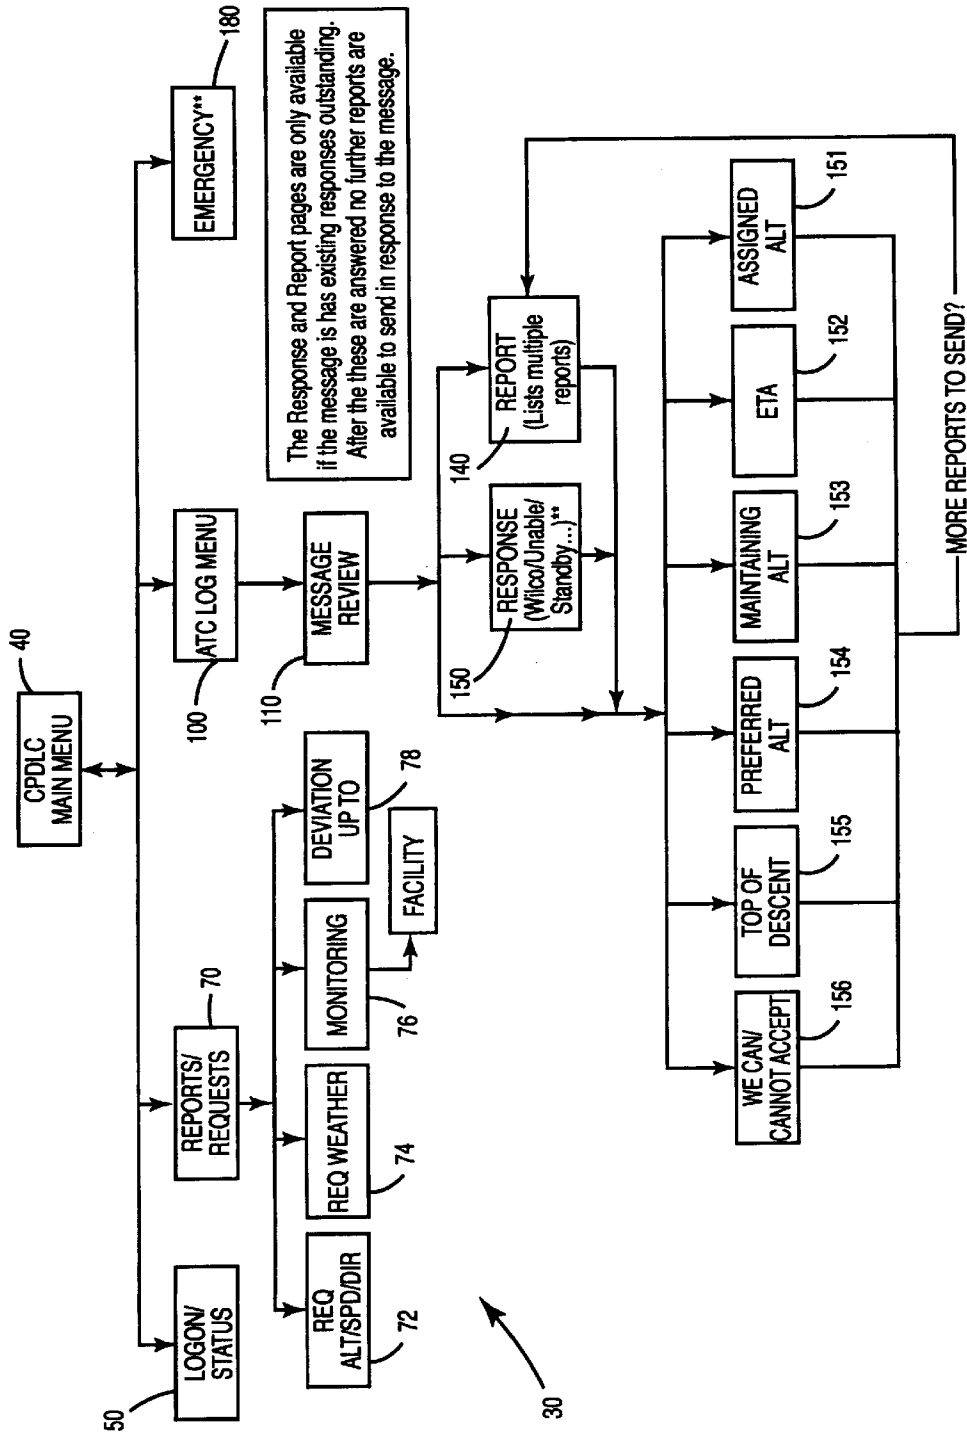 40
CPDLC
MAIN MENU
180
EMERGENCY**
The Response and Report pages are only available
if the message is has existing responses outstanding.
After the these are answered no further reports are
available to send in response to the message.
50
LOGON/
STATUS
70
REPORTS/
REQUESTS
100
ATC LOG MENU
72
REQ
ALT/SPD/DIR
74
REQ WEATHER
76
MONITORING
78
DEVIATION
UP TO
FACILITY
110
MESSAGE
REVIEW
150
RESPONSE
(Wilco/Unable/
Standby...)**
140
REPORT
(Lists multiple
reports)
WE CAN/
CANNOT ACCEPT
156
TOP OF
DESCENT
155
PREFERRED
ALT
154
MAINTAINING
ALT
153
ETA
152
ASSIGNED
ALT
151
MORE REPORTS TO SEND?
30